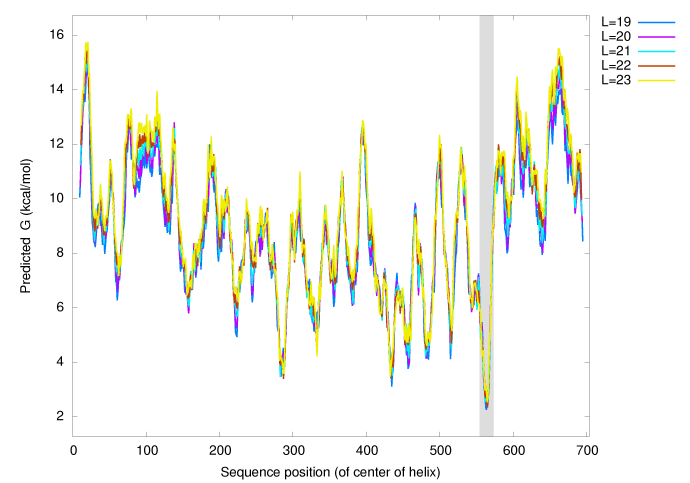 L=19
L=20
L=21
L=22
L=23
16
14
12
10
8
6
4
2
Predicted G (kcal/mol)
0 100 200 300 400 500 600 700
Sequence position (of center of helix)